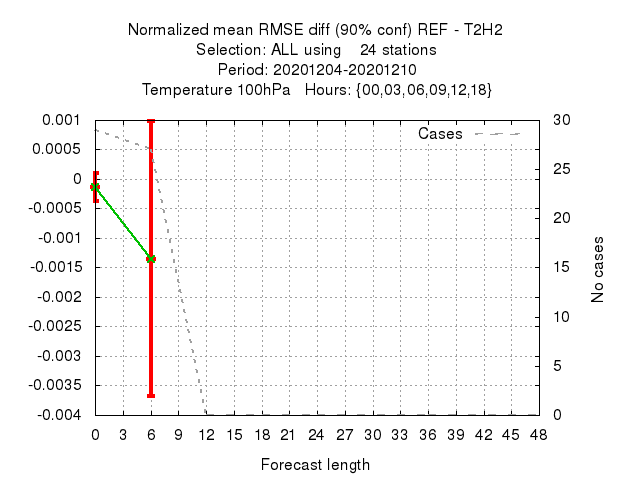 Normalized mean RMSE diff (90% conf) REF - T2H2
Selection: ALL using    24 stations
Period: 20201204-20201210
Temperature 100hPa   Hours: {00,03,06,09,12,18}
Cases
0.001
0.0005
0
-0.0005
-0.001
-0.0015
-0.002
-0.0025
-0.003
-0.0035
-0.004
30
25
20
15
10
5
0
No cases
0 3 6 9 12 15 18 21 24 27 30 33 36 39 42 45 48
Forecast length